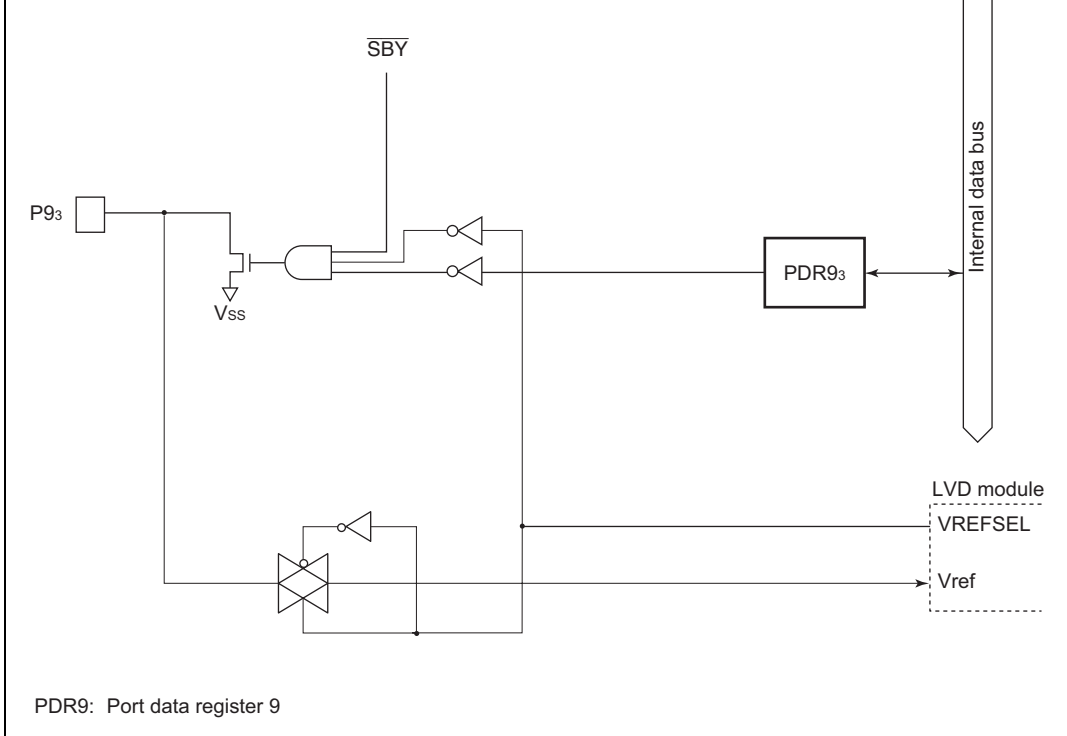 SBY
P93
VSS
PDR93
Internal data bus
LVD module
VREFSEL
Vref
PDR9: Port data register 9